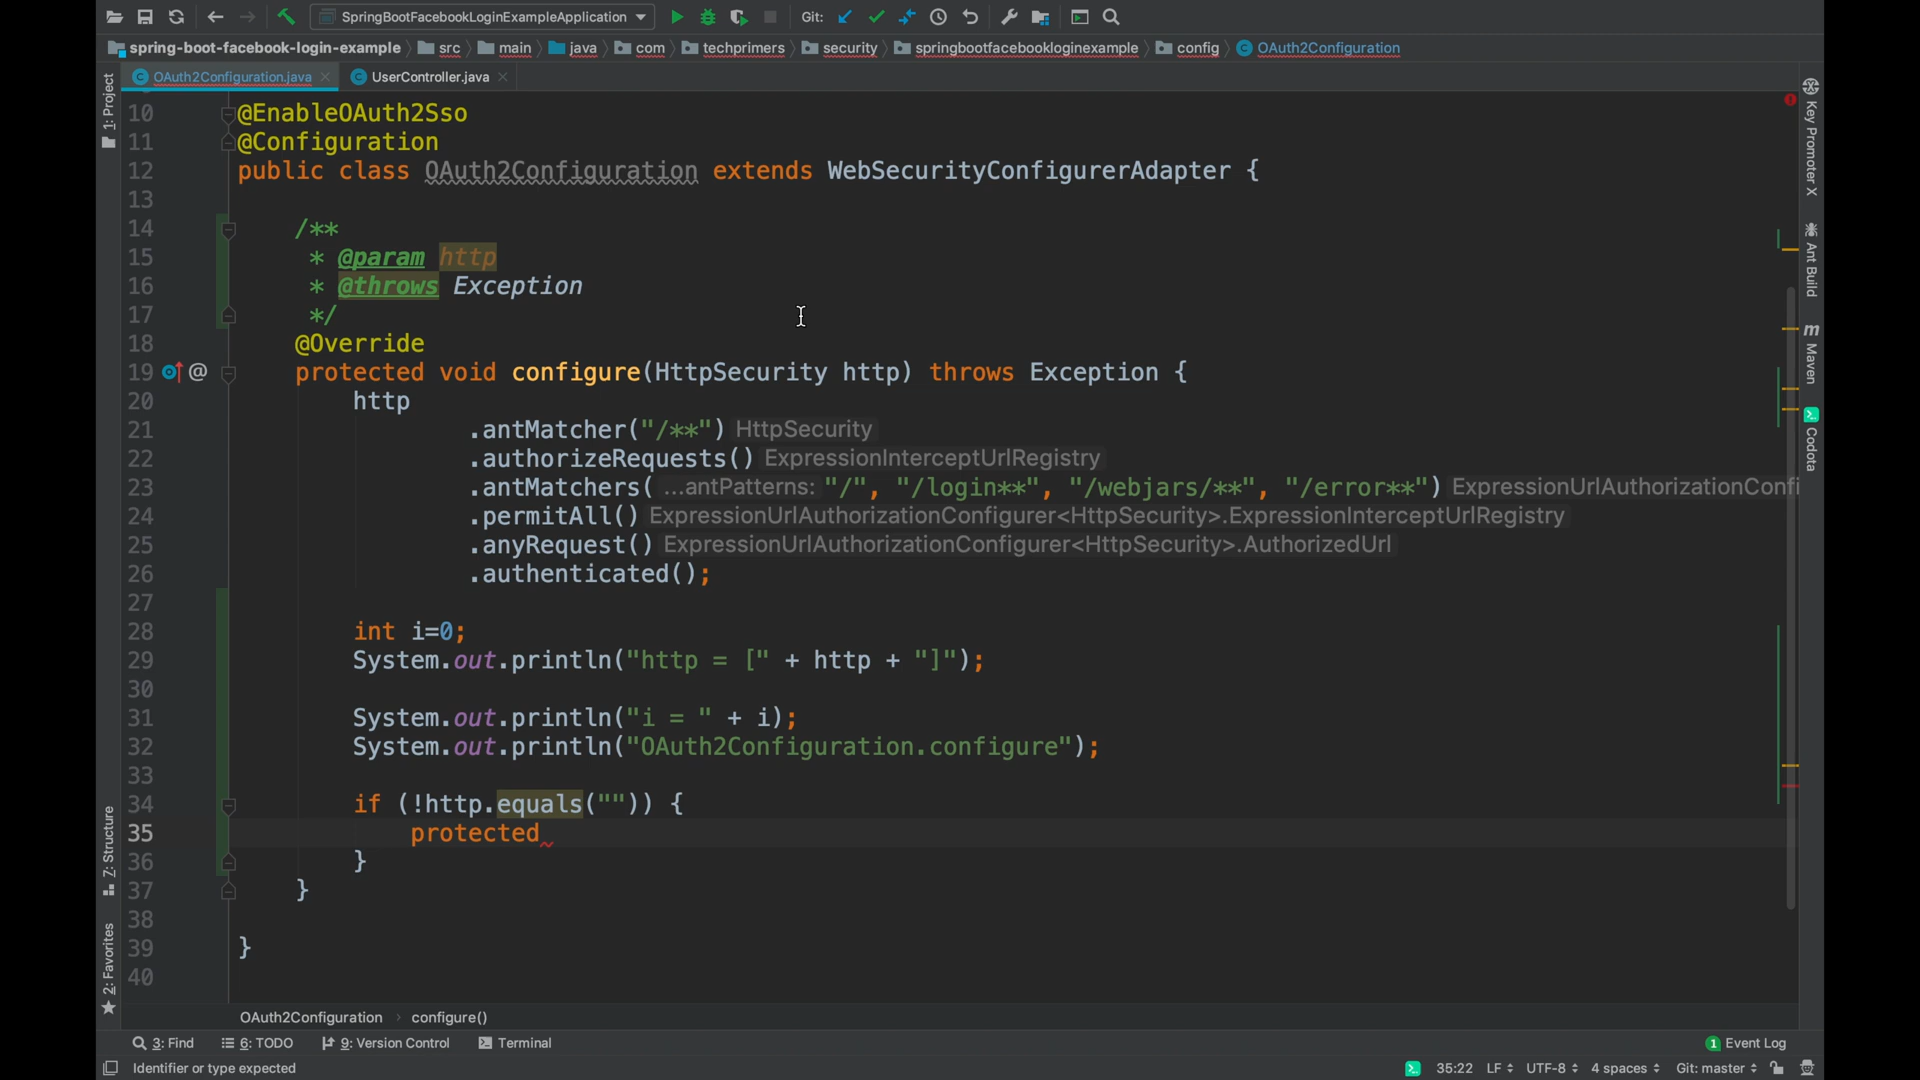 SpringBootFacebookLoginExampleApplication Git:
spring-boot-facebook-login-example src main java com techprimers security springbootfacebookloginexample config OAuth2Configuration
OAuth2Configuration.java UserController.java
1: Project
Z: Structure
2: Favorites
10 @EnableOAuth2Sso
11 @Configuration
12 public class OAuth2Configuration extends WebSecurityConfigurerAdapter {
13
14 /**
15 * @param http
16 * @throws Exception
17 */
18 @Override
19 @ protected void configure(HttpSecurity http) throws Exception {
20 http
21 .antMatcher("/**") HttpSecurity
22 .authorizeRequests() ExpressionInterceptUrlRegistry
23 .antMatchers( ...antPatterns: "/", "/login**", "/webjars/**", "/error**") ExpressionUrlAuthorizationConfi
24 .permitAll() ExpressionUrlAuthorizationConfigurer<HttpSecurity>.ExpressionInterceptUrlRegistry
25 .anyRequest() ExpressionUrlAuthorizationConfigurer<HttpSecurity>.AuthorizedUrl
26 .authenticated();
27
28 int i=0;
29 System.out.println("http = [" + http + "]");
30
31 System.out.println("i = " + i);
32 System.out.println("OAuth2Configuration.configure");
33
34 if (!http.equals("")) {
35 protected
36 }
37 }
38
39 }
40
Key Promoter X
Ant Build
m Maven
Codota
OAuth2Configuration › configure()
3: Find 6: TODO 9: Version Control Terminal 1 Event Log
Identifier or type expected 35:22 LF UTF-8 4 spaces Git: master